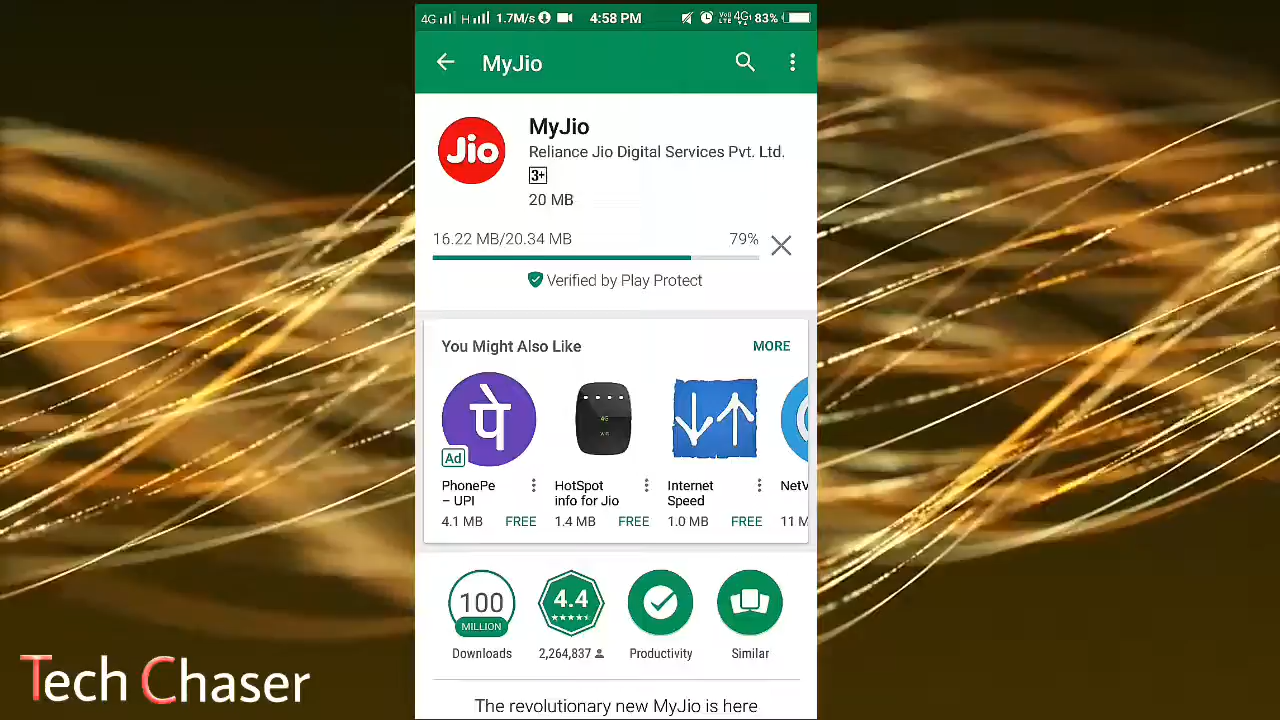 4G H 1.7M/s 4:58 PM VoLTE 4G 83%
MyJio
Jio
MyJio
Reliance Jio Digital Services Pvt. Ltd.
3+
20 MB
16.22 MB/20.34 MB 79%
Verified by Play Protect
You Might Also Like MORE
पे
Ad
PhonePe HotSpot Internet NetV
– UPI info for Jio Speed
4.1 MB FREE 1.4 MB FREE 1.0 MB FREE 11 M
100 4.4
MILLION
Downloads 2,264,837 Productivity Similar
The revolutionary new MyJio is here
Tech Chaser